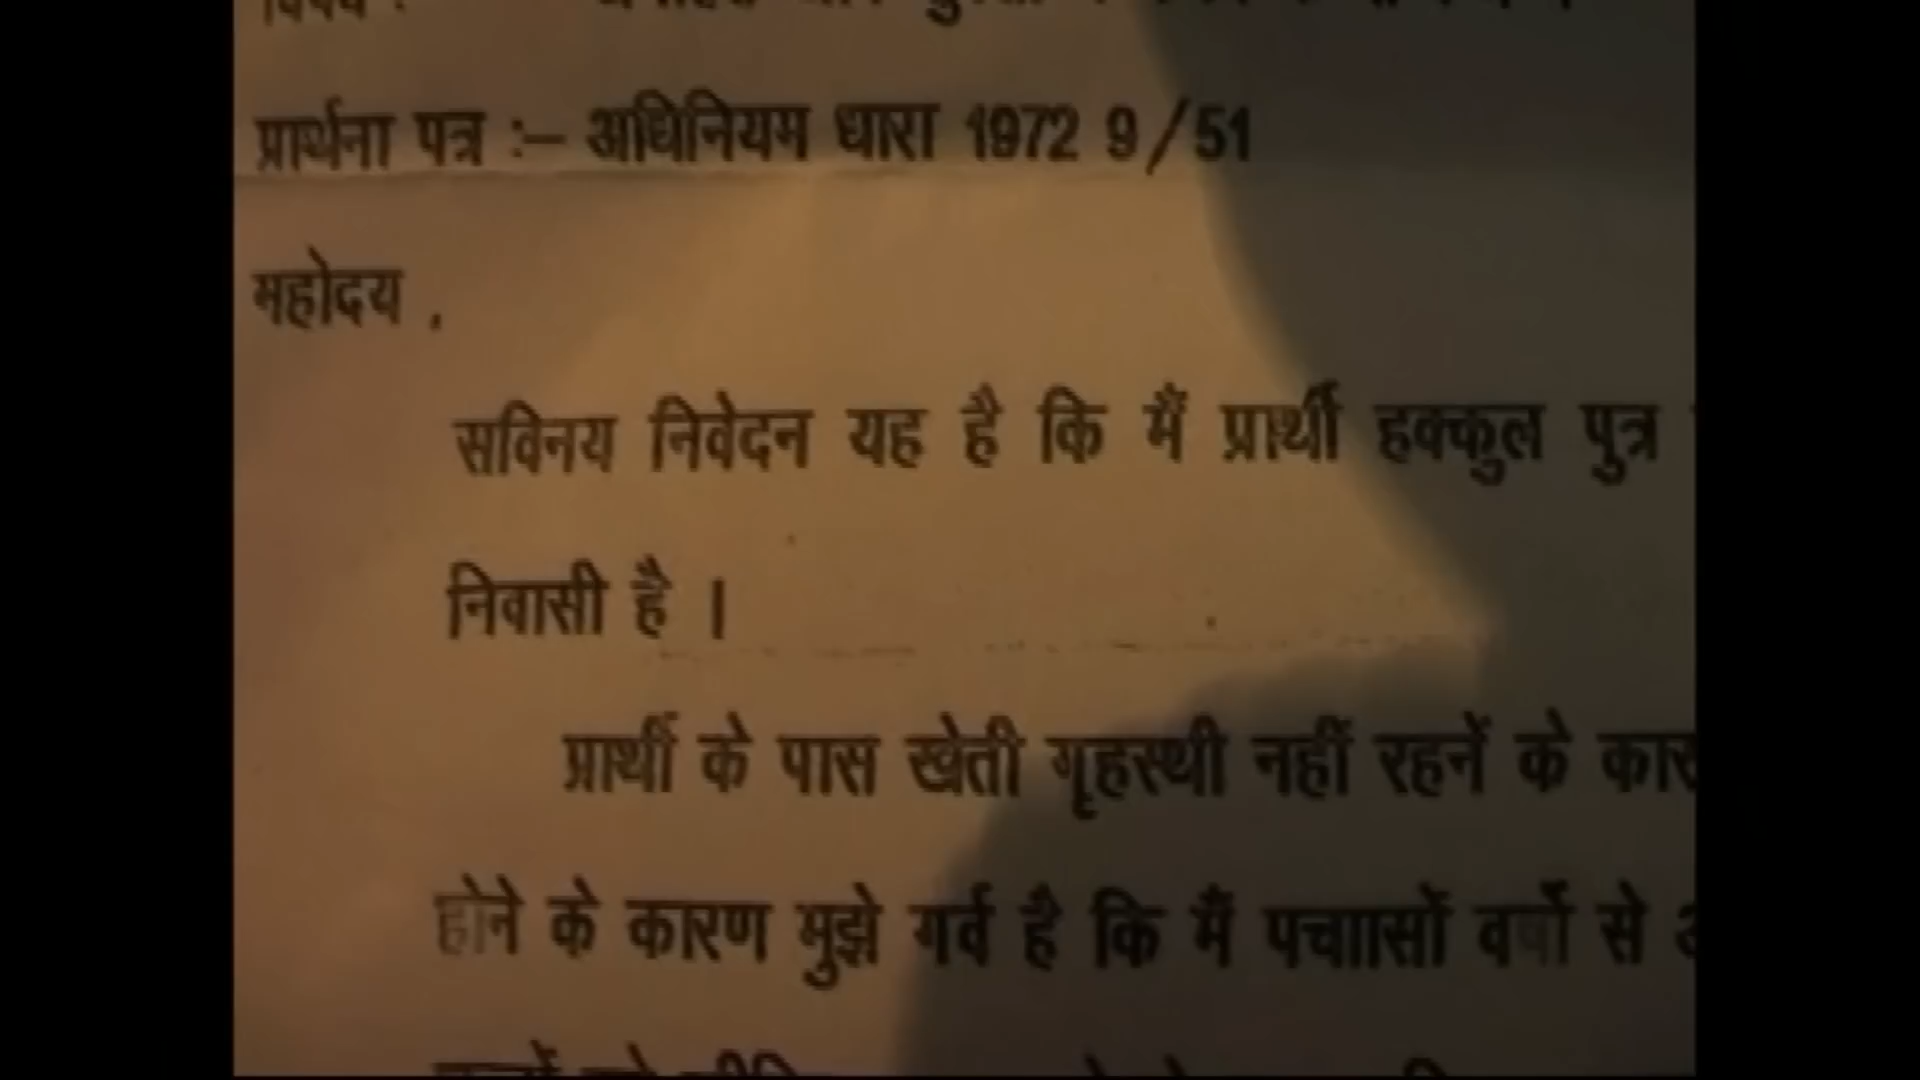 प्रार्थना पत्र :– अधिनियम धारा 1972 9/51
महोदय .
सविनय निवेदन यह है कि मैं प्रार्थी हक्कुल पुत्र
निवासी है ।
प्रार्थी के पास खेती गृहस्थी नहीं रहनें के
होने के कारण मुझे गर्व है कि मैं पचाासों वर्षो से